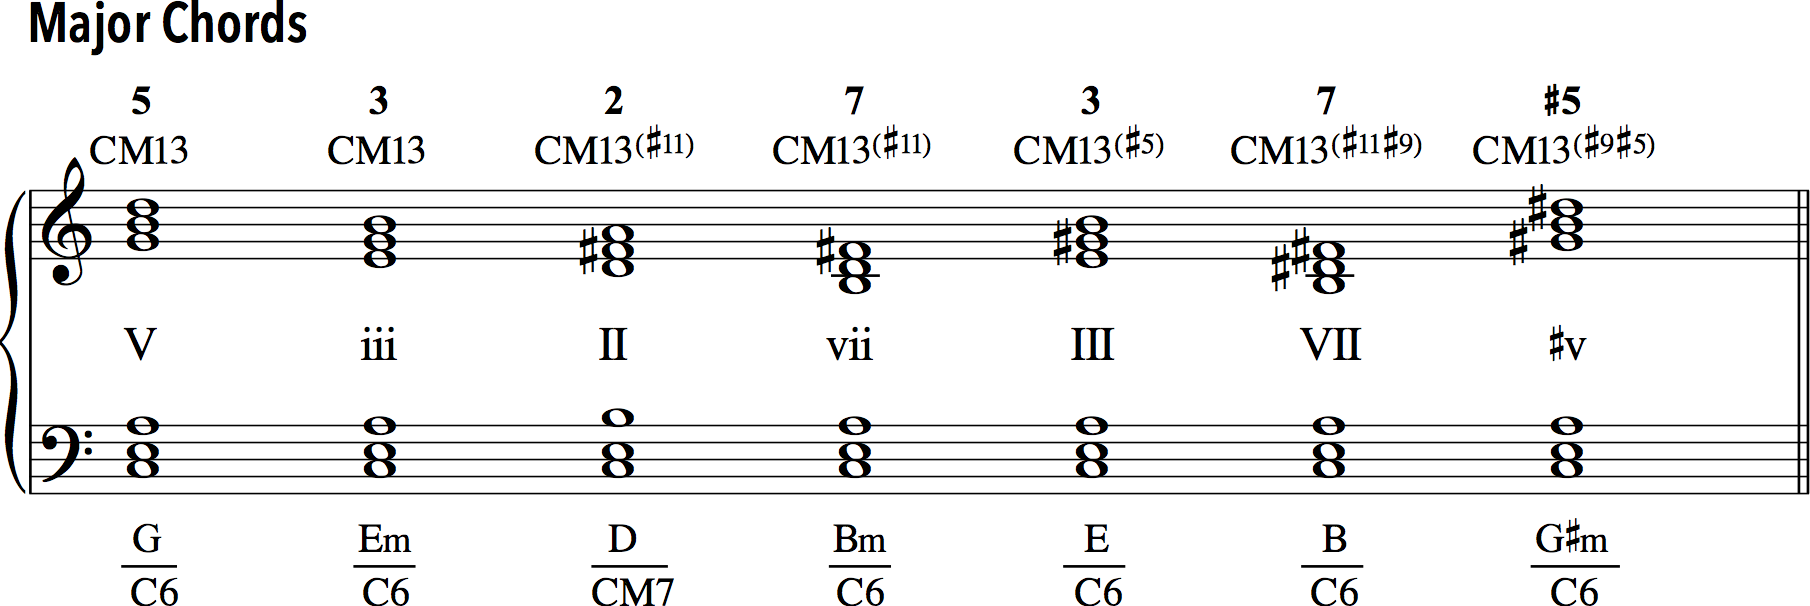 Major Chords
5 3 2 7 3 7 ♯5
CM13 CM13 CM13(♯11) CM13(♯11) CM13(♯5) CM13(♯11♯9) CM13(♯9♯5)
V iii II vii III VII ♯v
G Em D Bm E B G♯m
C6 C6 CM7 C6 C6 C6 C6